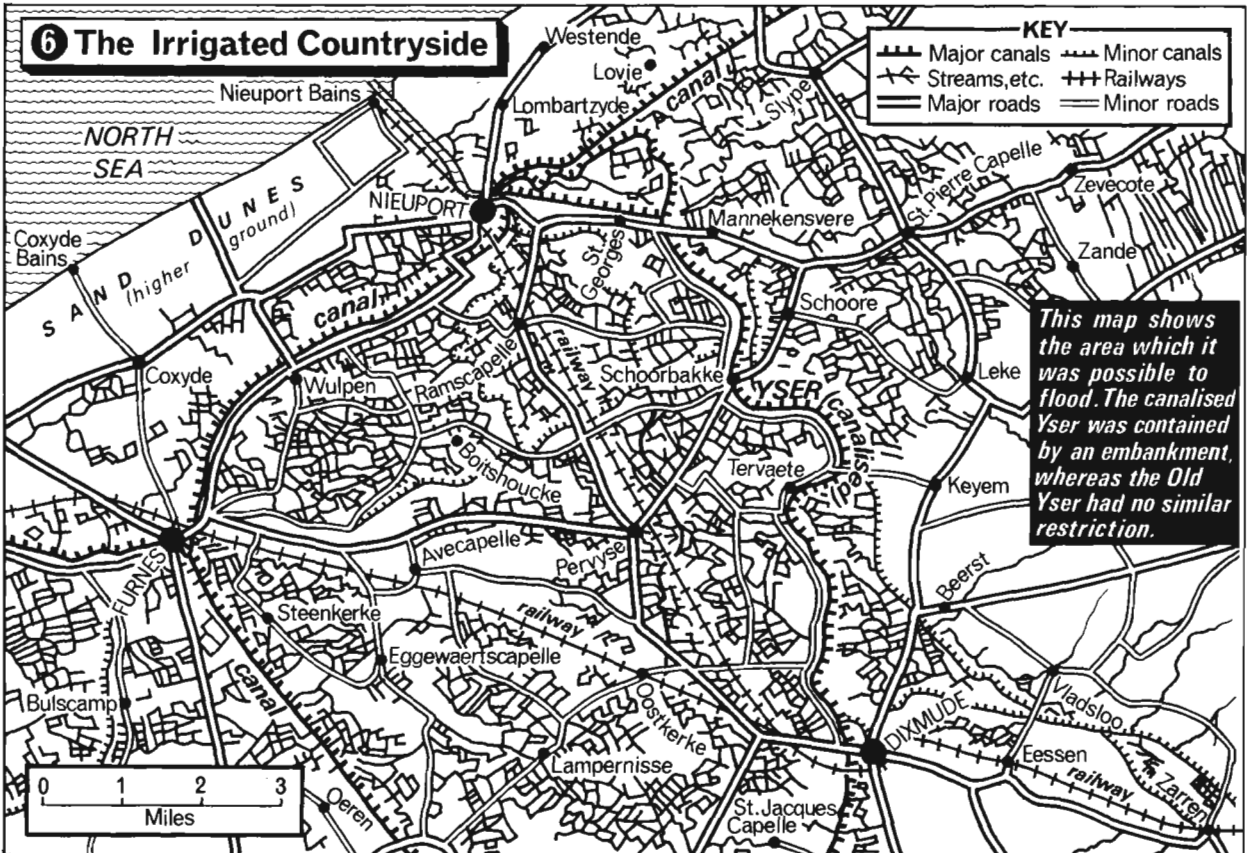 6 The Irrigated Countryside
KEY
Major canals
Minor canals
Streams,etc.
Railways
Major roads
Minor roads
Westende
Lovie
canal
Slype
Nieuport Bains
Lombartzyde
NORTH
SEA
St.Pierre Capelle
Zevecote
NIEUPORT
Mannekensvere
SAND DUNES
(higher ground)
Coxyde
Bains
St.
Georges
Zande
canal
Schoore
railway
This map shows
the area which it
was possible to
flood. The canalised
Yser was contained
by an embankment,
whereas the Old
Yser had no similar
restriction.
Coxyde
Wulpen
Ramscapelle
Schoorbakke
YSER (canalised)
Leke
Boitshoucke
Tervaete
Keyem
FURNES
Avecapelle
Pervyse
Beerst
Steenkerke
railway
Eggewaertscapelle
canal
Bulscamp
Oostkerke
DIXMUDE
Vladsloo
Lampernisse
Eessen
railway
Zarren
0 1 2 3
Miles
Oeren
St.Jacques
Capelle